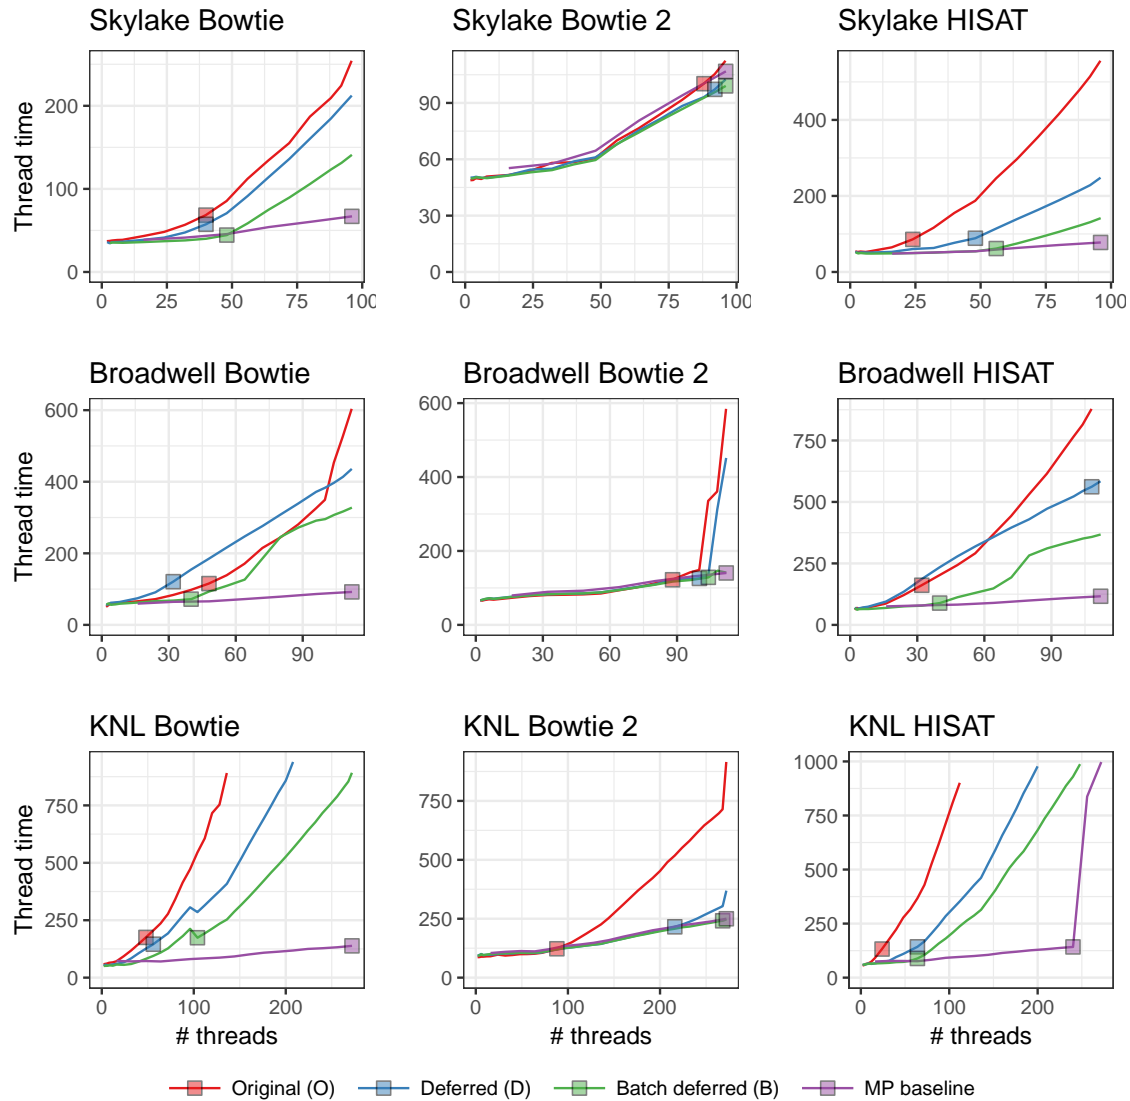 Skylake Bowtie
Skylake Bowtie 2
Skylake HISAT
Thread time
200
100
0
0 25 50 75 100
90
60
30
0
0 25 50 75 100
400
200
0
0 25 50 75 100
Broadwell Bowtie
Broadwell Bowtie 2
Broadwell HISAT
Thread time
600
400
200
0
0 30 60 90
600
400
200
0
0 30 60 90
750
500
250
0
0 30 60 90
KNL Bowtie
KNL Bowtie 2
KNL HISAT
Thread time
750
500
250
0
0 100 200
# threads
750
500
250
0
0 100 200
# threads
1000
750
500
250
0
0 100 200
# threads
Original (O) Deferred (D) Batch deferred (B) MP baseline